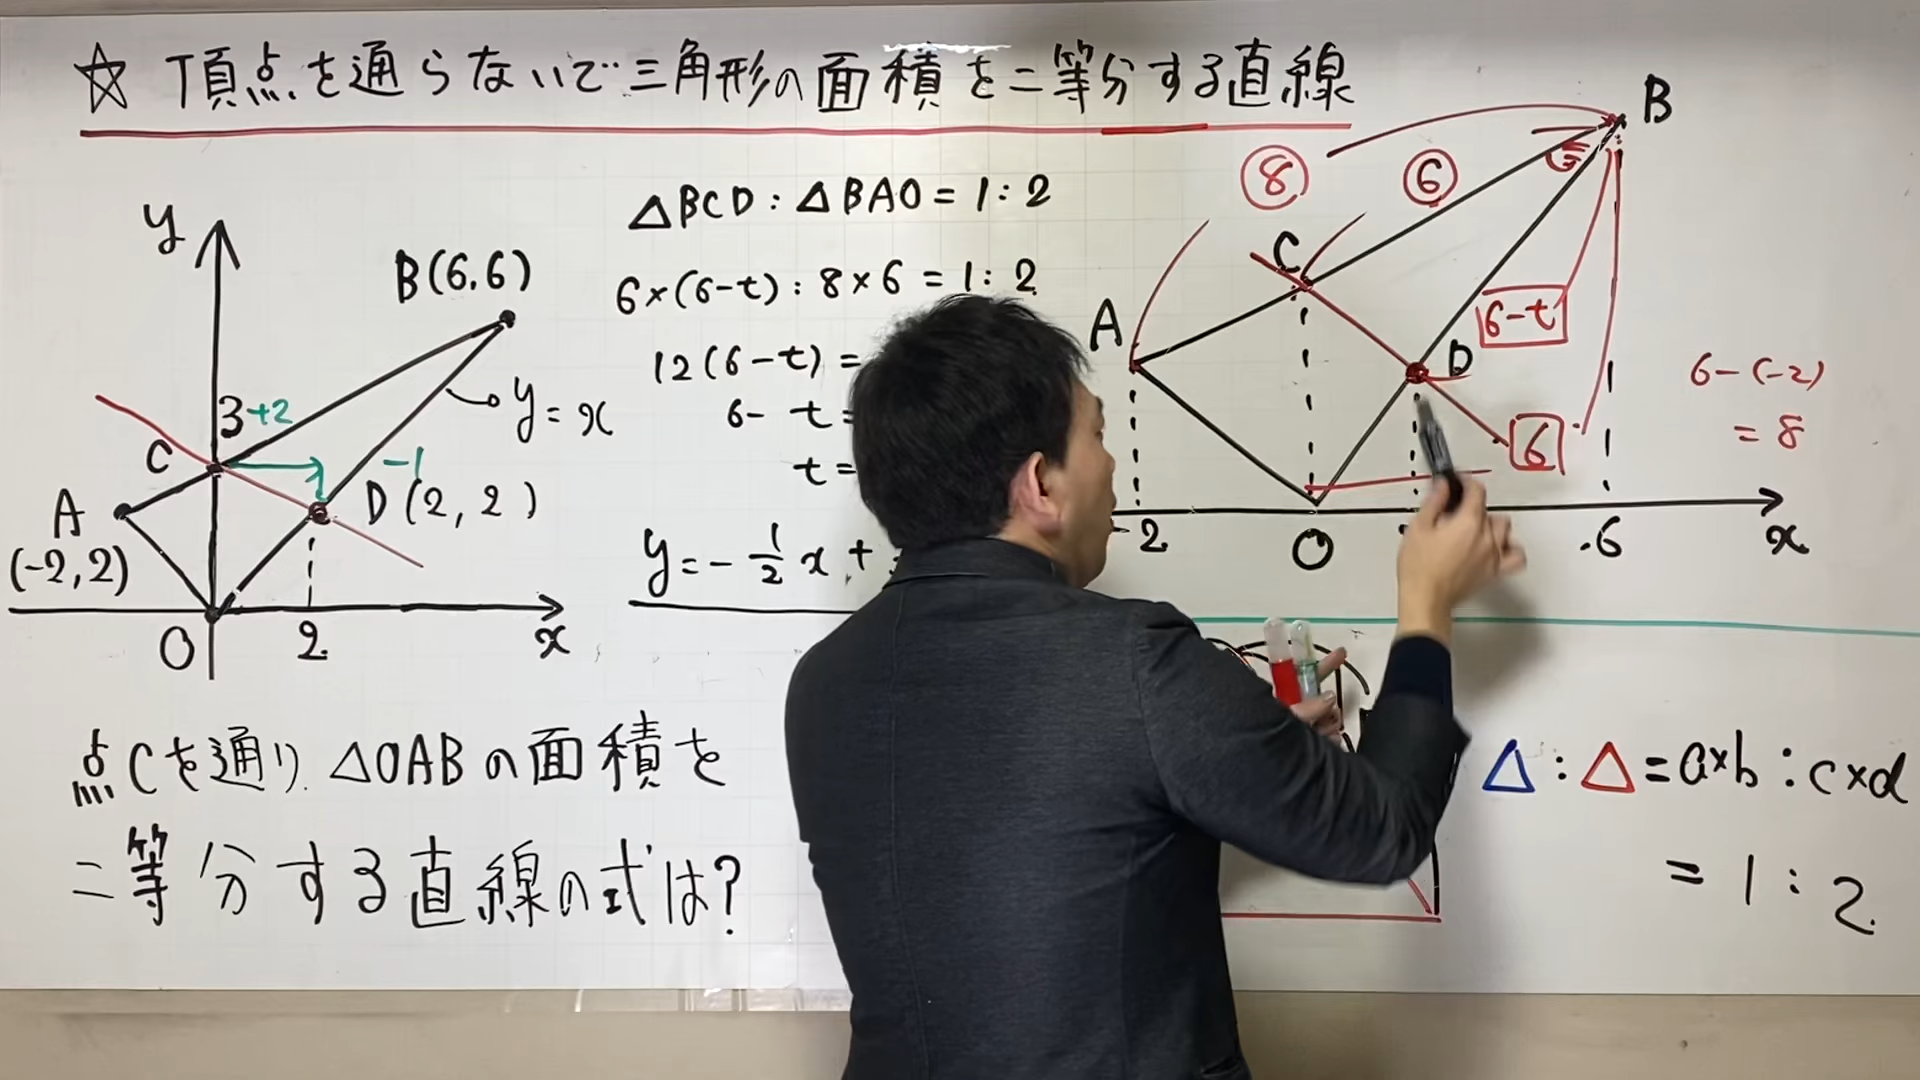 ☆ 頂点を通らないで三角形の面積を二等分する直線
y
B(6,6)
3+2
y=x
C
-1
A
(-2,2)
D(2,2)
O
2
x
点Cを通り△OABの面積を
二等分する直線の式は?
△BCD:△BAO=1:2
6×(6-t):8×6=1:2
12(6-t)=
6-t=
t=
y=-1/2x+
B
⑧
⑥
C
A
6-t
D
6
6-(-2)
=8
-2
O
6
x
△:△=a×b:c×d
=1:2